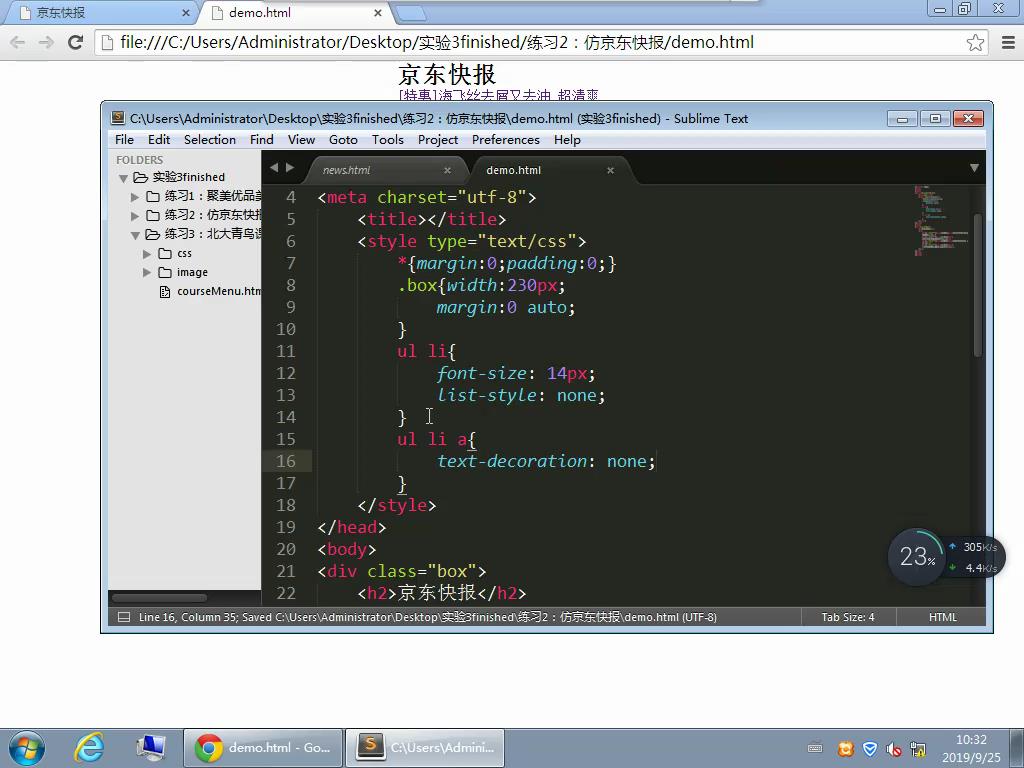 京东快报
demo.html
file:///C:/Users/Administrator/Desktop/实验3finished/练习2：仿京东快报/demo.html
京东快报
[特惠]海飞丝去屑又去油 超清爽
C:\Users\Administrator\Desktop\实验3finished\练习2：仿京东快报\demo.html (实验3finished) - Sublime Text
File Edit Selection Find View Goto Tools Project Preferences Help
FOLDERS
实验3finished
练习1：聚美优品美
练习2：仿京东快报
练习3：北大青鸟课
css
image
courseMenu.htm
news.html
demo.html
4 <meta charset="utf-8">
5 <title></title>
6 <style type="text/css">
7 *{margin:0;padding:0;}
8 .box{width:230px;
9 margin:0 auto;
10 }
11 ul li{
12 font-size: 14px;
13 list-style: none;
14 }
15 ul li a{
16 text-decoration: none;
17 }
18 </style>
19 </head>
20 <body>
21 <div class="box">
22 <h2>京东快报</h2>
23%
305K/s
4.4K/s
Line 16, Column 35; Saved C:\Users\Administrator\Desktop\实验3finished\练习2：仿京东快报\demo.html (UTF-8)
Tab Size: 4
HTML
demo.html - Go...
C:\Users\Admini...
10:32
2019/9/25